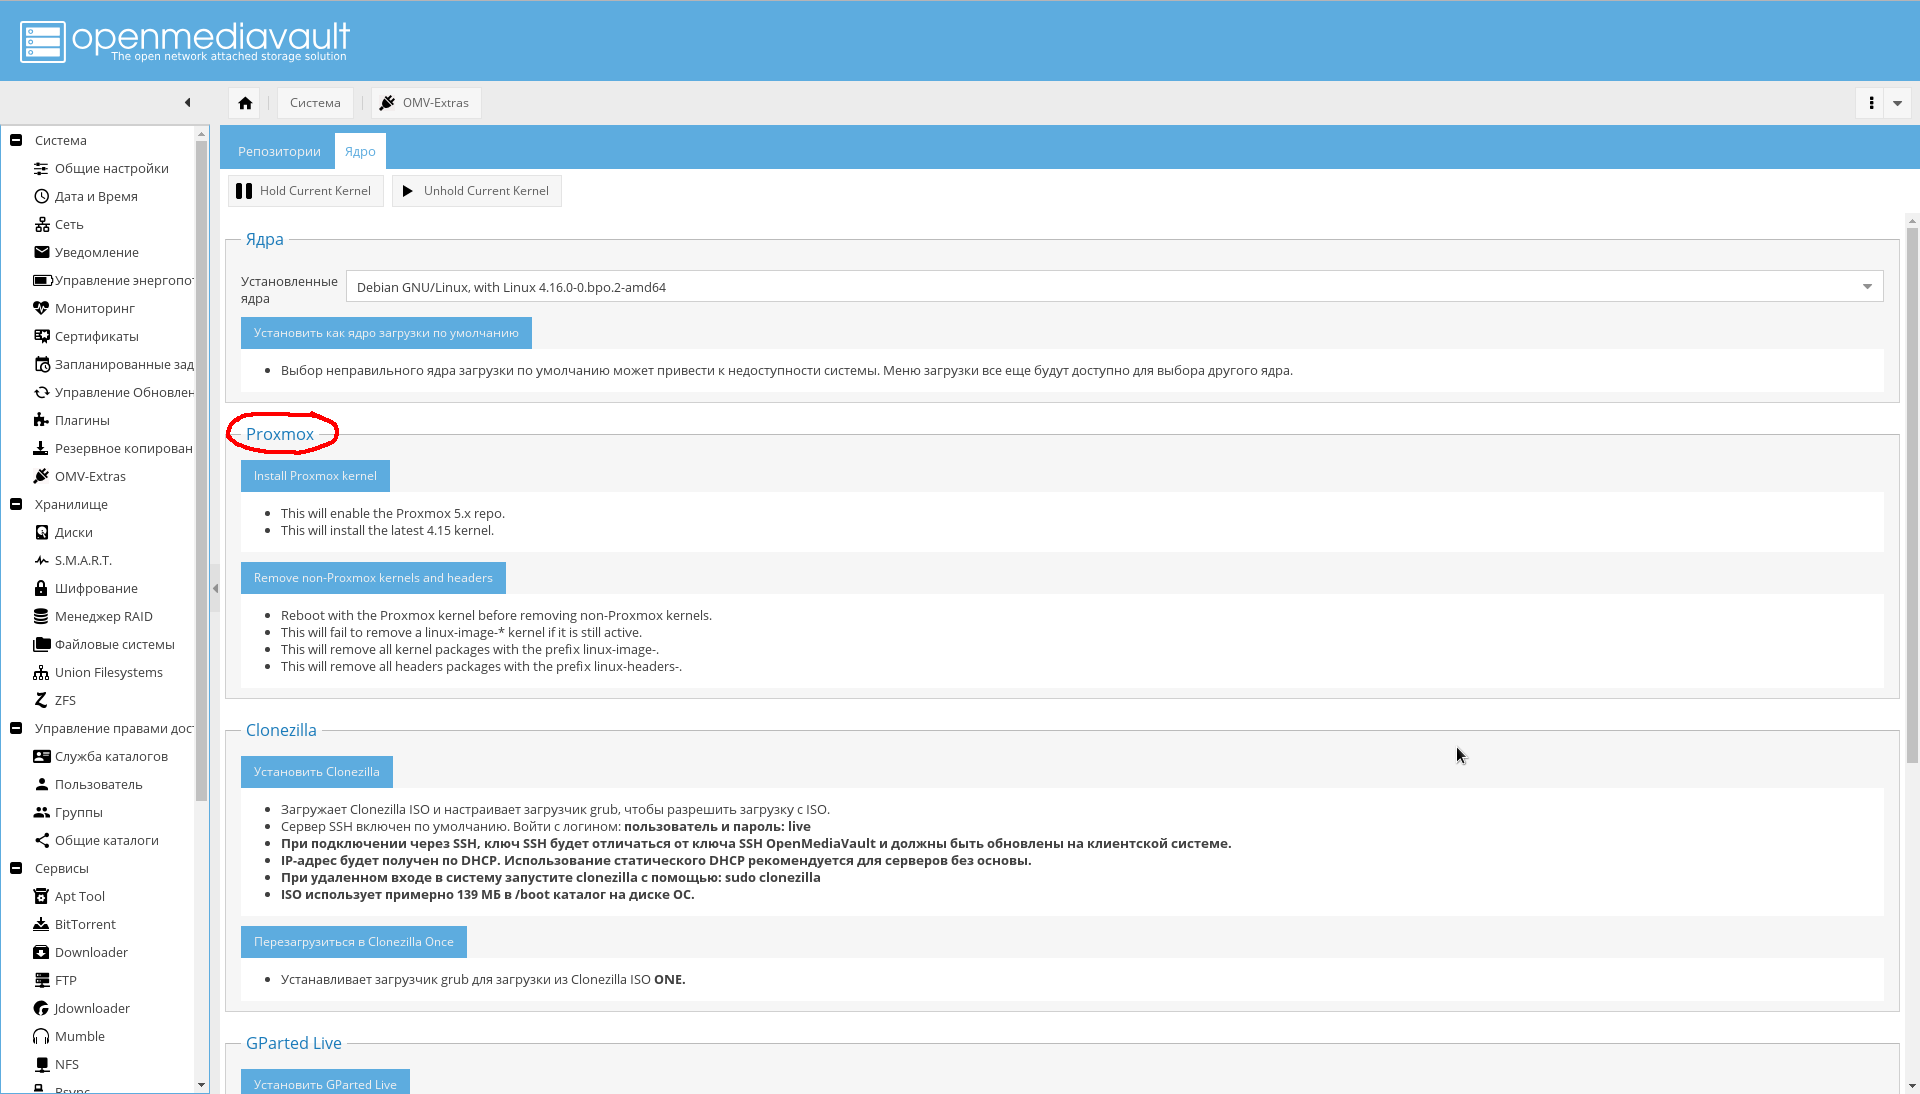 openmediavault
The open network attached storage solution
Система
OMV-Extras
Система
Общие настройки
Дата и Время
Сеть
Уведомление
Управление энергопот
Мониторинг
Сертификаты
Запланированные зад
Управление Обновлен
Плагины
Резервное копирован
OMV-Extras
Хранилище
Диски
S.M.A.R.T.
Шифрование
Менеджер RAID
Файловые системы
Union Filesystems
ZFS
Управление правами дос
Служба каталогов
Пользователь
Группы
Общие каталоги
Сервисы
Apt Tool
BitTorrent
Downloader
FTP
Jdownloader
Mumble
NFS
Rsync
Репозитории
Ядро
Hold Current Kernel
Unhold Current Kernel
Ядра
Установленные
ядра
Debian GNU/Linux, with Linux 4.16.0-0.bpo.2-amd64
Установить как ядро загрузки по умолчанию
Выбор неправильного ядра загрузки по умолчанию может привести к недоступности системы. Меню загрузки все еще будут доступно для выбора другого ядра.
Proxmox
Install Proxmox kernel
This will enable the Proxmox 5.x repo.
This will install the latest 4.15 kernel.
Remove non-Proxmox kernels and headers
Reboot with the Proxmox kernel before removing non-Proxmox kernels.
This will fail to remove a linux-image-* kernel if it is still active.
This will remove all kernel packages with the prefix linux-image-.
This will remove all headers packages with the prefix linux-headers-.
Clonezilla
Установить Clonezilla
Загружает Clonezilla ISO и настраивает загрузчик grub, чтобы разрешить загрузку с ISO.
Сервер SSH включен по умолчанию. Войти с логином: пользователь и пароль: live
При подключении через SSH, ключ SSH будет отличаться от ключа SSH OpenMediaVault и должны быть обновлены на клиентской системе.
IP-адрес будет получен по DHCP. Использование статического DHCP рекомендуется для серверов без основы.
При удаленном входе в систему запустите clonezilla с помощью: sudo clonezilla
ISO использует примерно 139 МБ в /boot каталог на диске ОС.
Перезагрузиться в Clonezilla Once
Устанавливает загрузчик grub для загрузки из Clonezilla ISO ONE.
GParted Live
Установить GParted Live